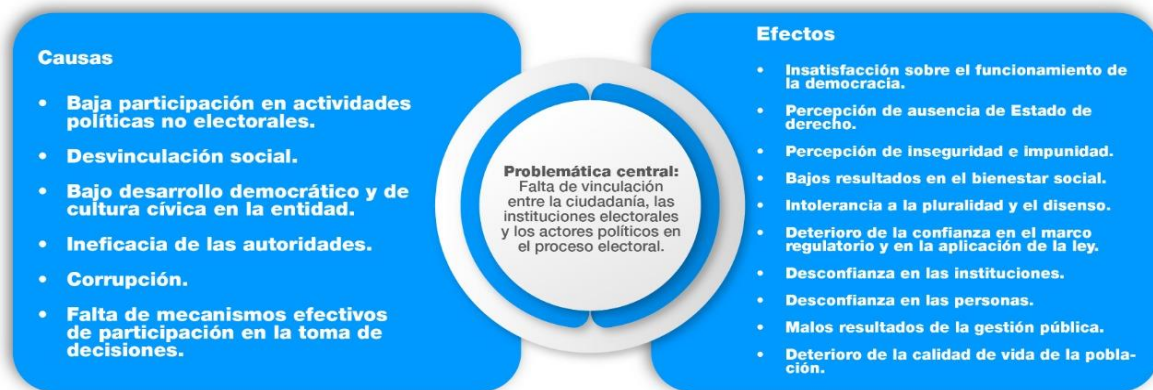 Causas
• Baja participación en actividades
políticas no electorales.
• Desvinculación social.
• Bajo desarrollo democrático y de
cultura cívica en la entidad.
• Ineficacia de las autoridades.
• Corrupción.
• Falta de mecanismos efectivos
de participación en la toma de
decisiones.
Problemática central:
Falta de vinculación
entre la ciudadanía, las
instituciones electorales
y los actores políticos en
el proceso electoral.
Efectos
• Insatisfacción sobre el funcionamiento de
la democracia.
• Percepción de ausencia de Estado de
derecho.
• Percepción de inseguridad e impunidad.
• Bajos resultados en el bienestar social.
• Intolerancia a la pluralidad y el disenso.
• Deterioro de la confianza en el marco
regulatorio y en la aplicación de la ley.
• Desconfianza en las instituciones.
• Desconfianza en las personas.
• Malos resultados de la gestión pública.
• Deterioro de la calidad de vida de la pobla-
ción.